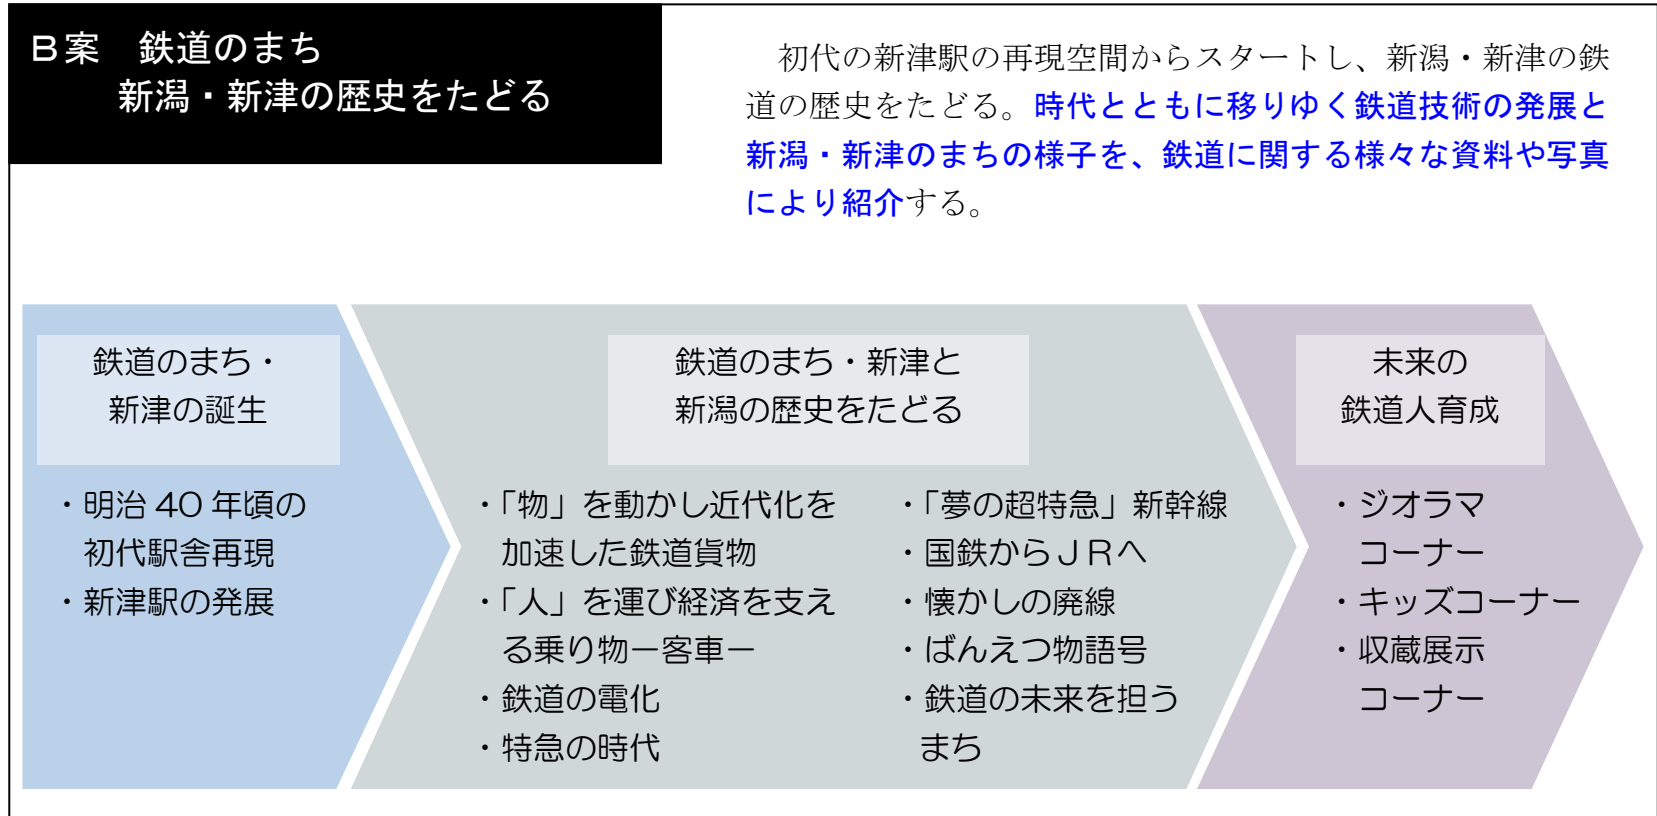 B案　鉄道のまち
新潟・新津の歴史をたどる
初代の新津駅の再現空間からスタートし、新潟・新津の鉄
道の歴史をたどる。時代とともに移りゆく鉄道技術の発展と
新潟・新津のまちの様子を、鉄道に関する様々な資料や写真
により紹介する。
鉄道のまち・
新津の誕生
・明治 40 年頃の
初代駅舎再現
・新津駅の発展
鉄道のまち・新津と
新潟の歴史をたどる
・「物」を動かし近代化を
加速した鉄道貨物
・「人」を運び経済を支え
る乗り物ー客車ー
・鉄道の電化
・特急の時代
・「夢の超特急」新幹線
・国鉄からＪＲへ
・懐かしの廃線
・ばんえつ物語号
・鉄道の未来を担う
まち
未来の
鉄道人育成
・ジオラマ
コーナー
・キッズコーナー
・収蔵展示
コーナー